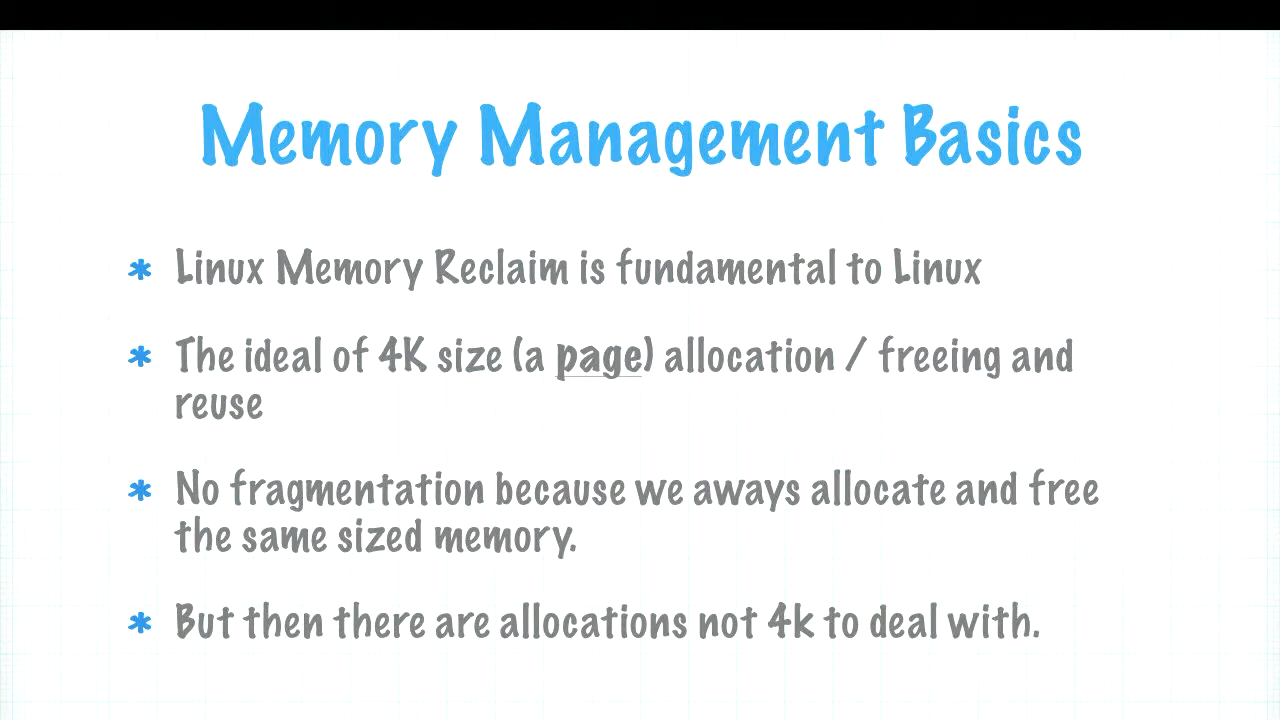 Memory Management Basics
* Linux Memory Reclaim is fundamental to Linux
* The ideal of 4K size (a page) allocation / freeing and
reuse
* No fragmentation because we aways allocate and free
the same sized memory.
* But then there are allocations not 4k to deal with.